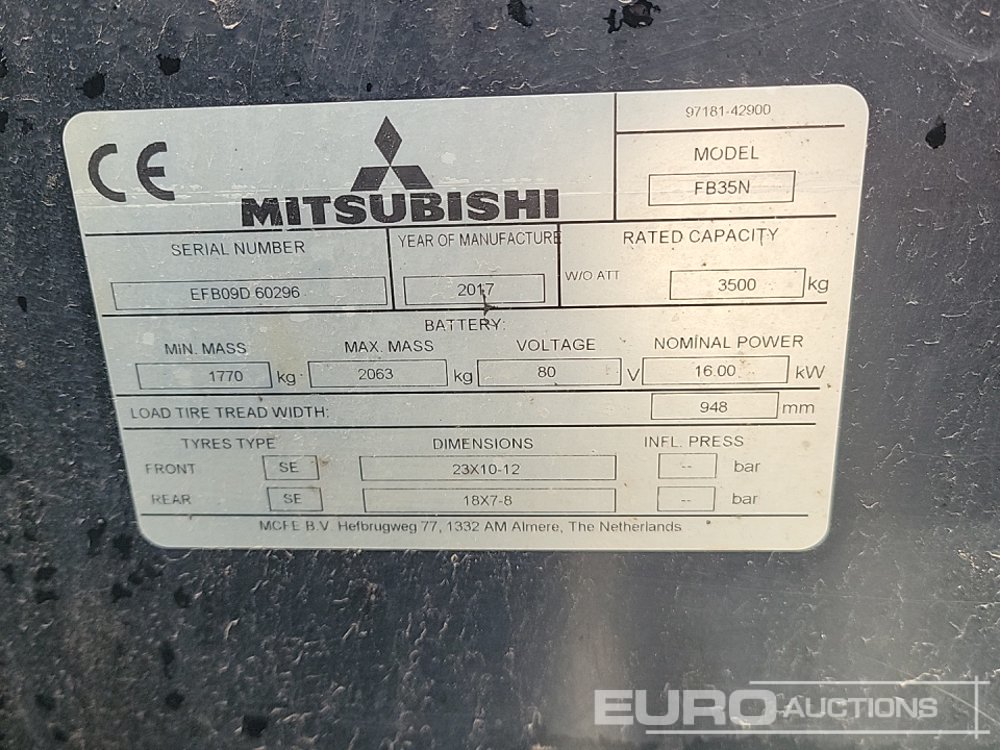 97181-42900
CE
MITSUBISHI
MODEL
FB35N
SERIAL NUMBER
YEAR OF MANUFACTURE
RATED CAPACITY
EFB09D 60296
2017
W/O ATT
3500 kg
BATTERY:
MIN. MASS
MAX. MASS
VOLTAGE
NOMINAL POWER
1770 kg
2063 kg
80 V
16.00 kW
LOAD TIRE TREAD WIDTH:
948 mm
TYRES TYPE
DIMENSIONS
INFL. PRESS
FRONT SE 23X10-12 -- bar
REAR SE 18X7-8 -- bar
MCFE B.V. Hefbrugweg 77, 1332 AM Almere, The Netherlands
EURO AUCTIONS